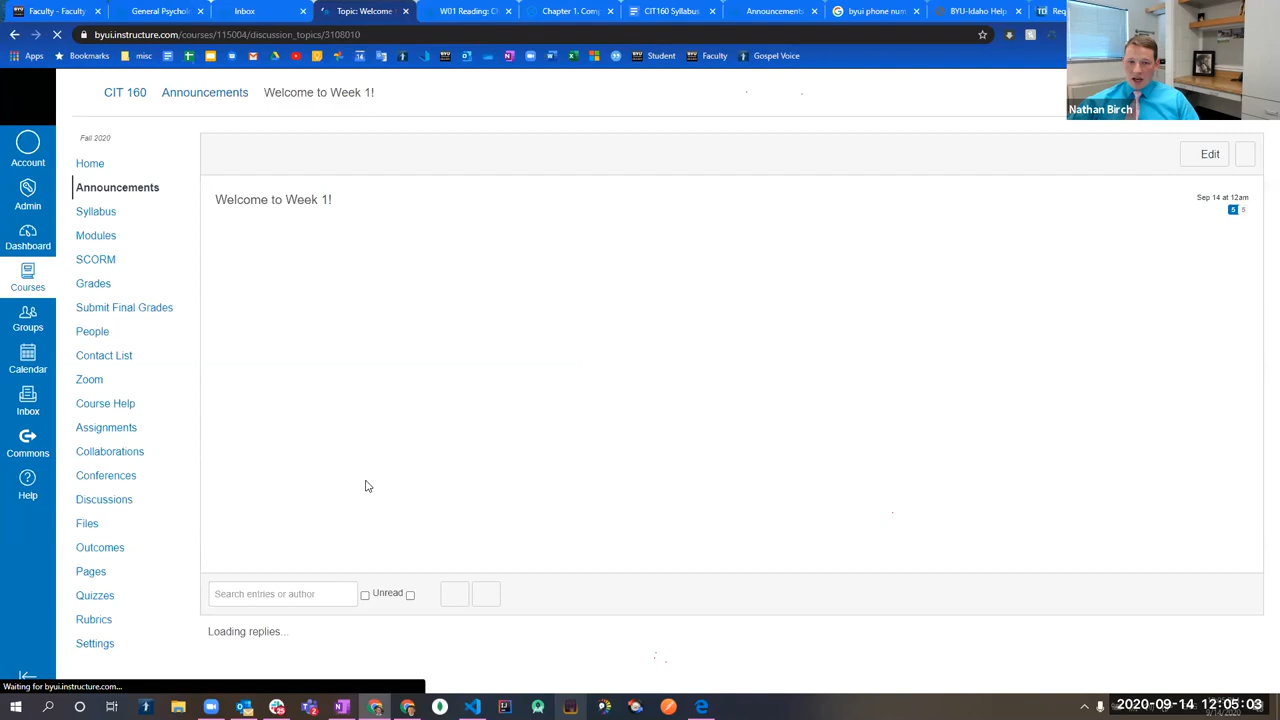 Faculty - Faculty
General Psycholo
Inbox
Topic: Welcome
W01 Reading: Ch
Chapter 1. Comp
CIT160 Syllabus
Announcements
byui phone num
BYU-Idaho Help
Req
byui.instructure.com/courses/115004/discussion_topics/3108010
Apps
Bookmarks
misc
Student
Faculty
Gospel Voice
Nathan Birch
CIT 160
Announcements
Welcome to Week 1!
Account
Admin
Dashboard
Courses
Groups
Calendar
Inbox
Commons
Help
Fall 2020
Home
Announcements
Syllabus
Modules
SCORM
Grades
Submit Final Grades
People
Contact List
Zoom
Course Help
Assignments
Collaborations
Conferences
Discussions
Files
Outcomes
Pages
Quizzes
Rubrics
Settings
Edit
Welcome to Week 1!
Sep 14 at 12am
5 5
Search entries or author
Unread
Loading replies...
Waiting for byui.instructure.com...
2020-09-14 12:05:03